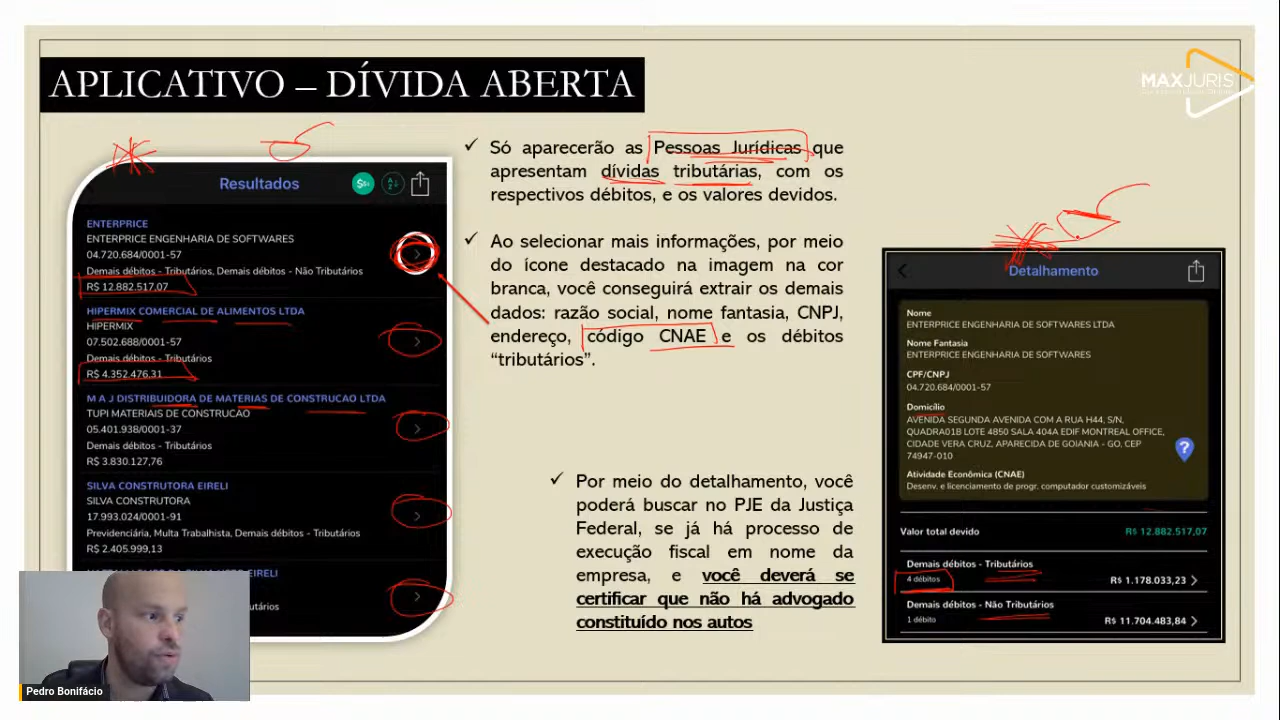 APLICATIVO – DÍVIDA ABERTA
MAXJURIS
Resultados
ENTERPRICE
ENTERPRICE ENGENHARIA DE SOFTWARES
04.720.684/0001-57
Demais débitos - Tributários, Demais débitos - Não Tributários
R$ 12.882.517,07
HIPERMIX COMERCIAL DE ALIMENTOS LTDA
HIPERMIX
07.502.688/0001-57
Demais débitos - Tributários
R$ 4.352.476,31
M A J DISTRIBUIDORA DE MATERIAS DE CONSTRUCAO LTDA
TUPI MATERIAIS DE CONSTRUCAO
05.401.938/0001-37
Demais débitos - Tributários
R$ 3.830.127,76
SILVA CONSTRUTORA EIRELI
SILVA CONSTRUTORA
17.993.024/0001-91
Previdenciária, Multa Trabalhista, Demais débitos - Tributários
R$ 2.405.999,13
EIRELI
Pedro Bonifácio
✓ Só aparecerão as Pessoas Jurídicas que
apresentam dívidas tributárias, com os
respectivos débitos, e os valores devidos.
✓ Ao selecionar mais informações, por meio
do ícone destacado na imagem na cor
branca, você conseguirá extrair os demais
dados: razão social, nome fantasia, CNPJ,
endereço, código CNAE e os débitos
“tributários”.
✓ Por meio do detalhamento, você
poderá buscar no PJE da Justiça
Federal, se já há processo de
execução fiscal em nome da
empresa, e você deverá se
certificar que não há advogado
constituído nos autos
Detalhamento
Nome
ENTERPRICE ENGENHARIA DE SOFTWARES LTDA
Nome Fantasia
ENTERPRICE ENGENHARIA DE SOFTWARES
CPF/CNPJ
04.720.684/0001-57
Domicílio
AVENIDA SEGUNDA AVENIDA COM A RUA H44, S/N,
QUADRA01B LOTE 4850 SALA 404A EDIF MONTREAL OFFICE,
CIDADE VERA CRUZ, APARECIDA DE GOIANIA - GO, CEP
74947-010
Atividade Econômica (CNAE)
Desenv. e licenciamento de progr. computador customizáveis
Valor total devido R$ 12.882.517,07
Demais débitos - Tributários
4 débitos R$ 1.178.033,23
Demais débitos - Não Tributários
1 débito R$ 11.704.483,84